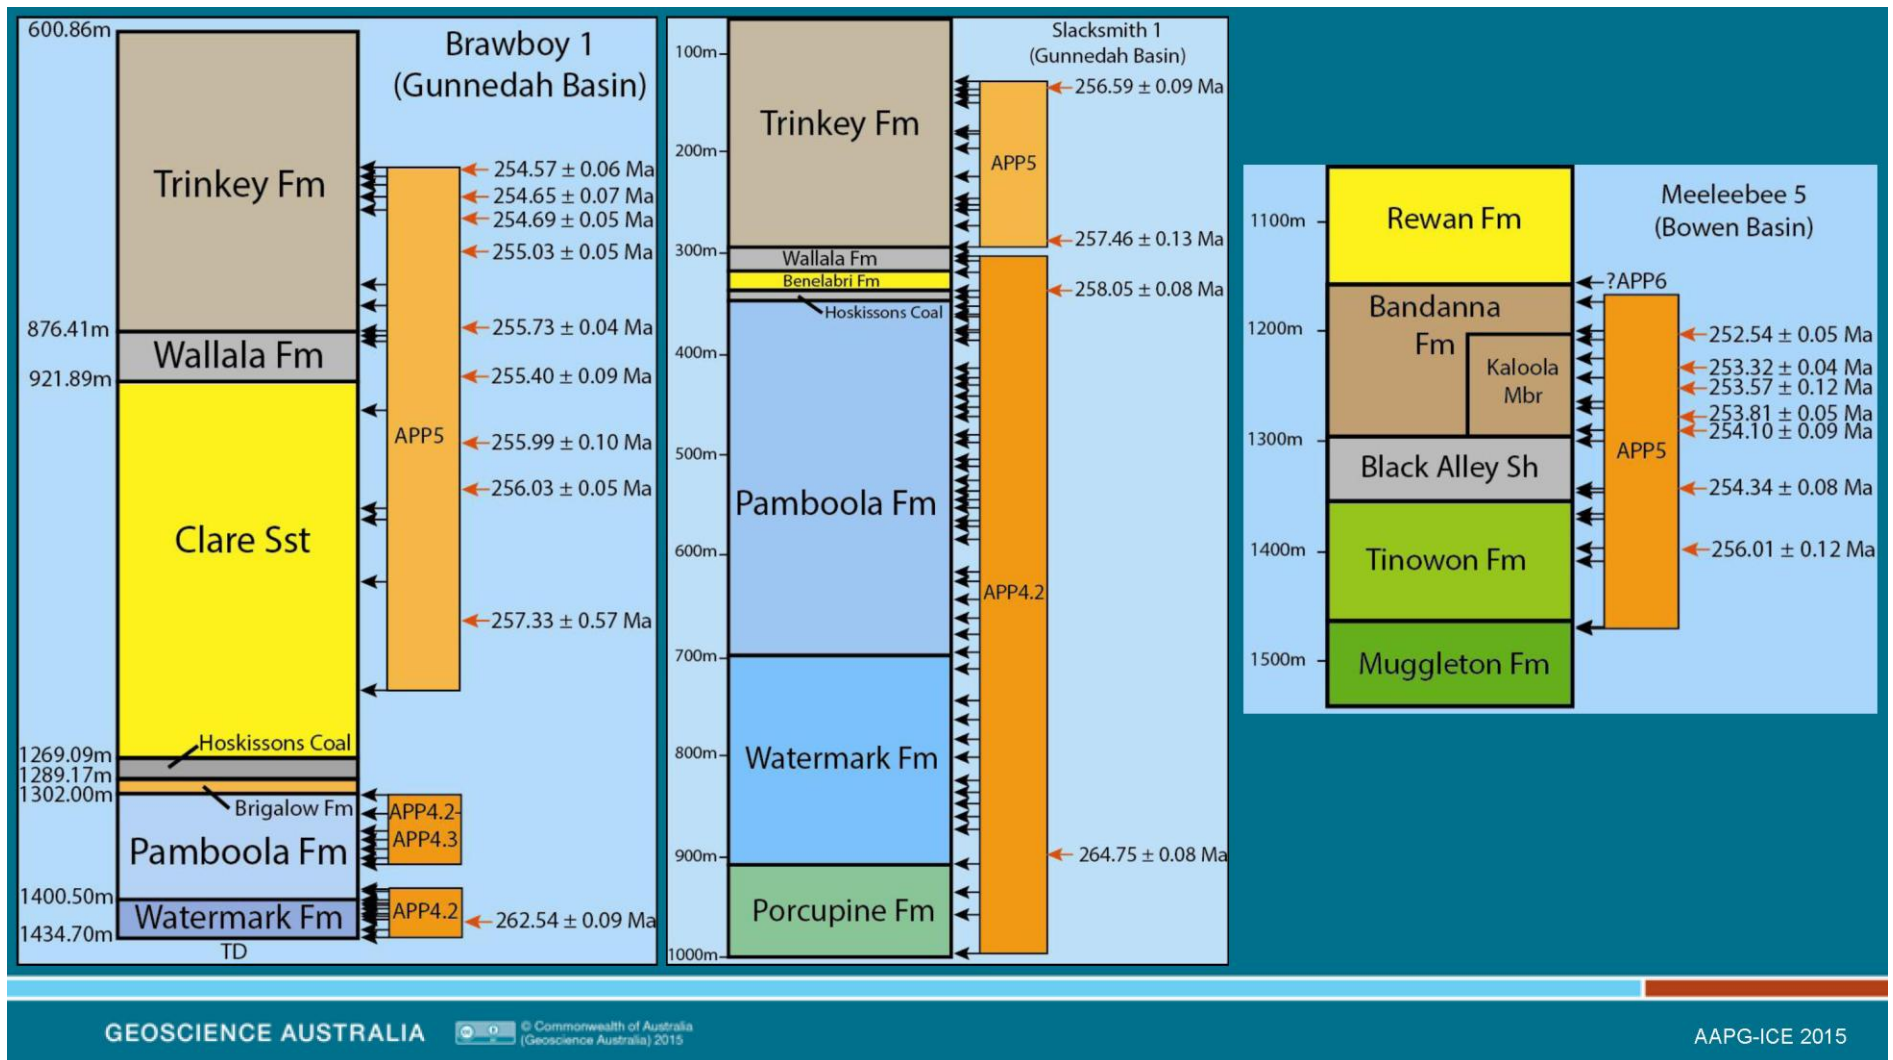 600.86m
Brawboy 1
(Gunnedah Basin)
Trinkey Fm
254.57 ± 0.06 Ma
254.65 ± 0.07 Ma
254.69 ± 0.05 Ma
255.03 ± 0.05 Ma
876.41m
255.73 ± 0.04 Ma
Wallala Fm
921.89m
255.40 ± 0.09 Ma
APP5
255.99 ± 0.10 Ma
256.03 ± 0.05 Ma
Clare Sst
257.33 ± 0.57 Ma
Hoskissons Coal
1269.09m
1289.17m
1302.00m
Brigalow Fm
APP4.2-
APP4.3
Pamboola Fm
1400.50m
Watermark Fm
APP4.2
262.54 ± 0.09 Ma
1434.70m
TD
Slacksmith 1
(Gunnedah Basin)
100m
256.59 ± 0.09 Ma
Trinkey Fm
200m
APP5
257.46 ± 0.13 Ma
300m
Wallala Fm
Benelabri Fm
258.05 ± 0.08 Ma
Hoskissons Coal
400m
500m
Pamboola Fm
600m
APP4.2
700m
800m
Watermark Fm
900m
264.75 ± 0.08 Ma
Porcupine Fm
1000m
Meeleebee 5
(Bowen Basin)
1100m
Rewan Fm
?APP6
Bandanna
Fm
1200m
252.54 ± 0.05 Ma
Kaloola
Mbr
253.32 ± 0.04 Ma
253.57 ± 0.12 Ma
253.81 ± 0.05 Ma
254.10 ± 0.09 Ma
1300m
APP5
Black Alley Sh
254.34 ± 0.08 Ma
1400m
Tinowon Fm
256.01 ± 0.12 Ma
1500m
Muggleton Fm
GEOSCIENCE AUSTRALIA
© Commonwealth of Australia
(Geoscience Australia) 2015
AAPG-ICE 2015